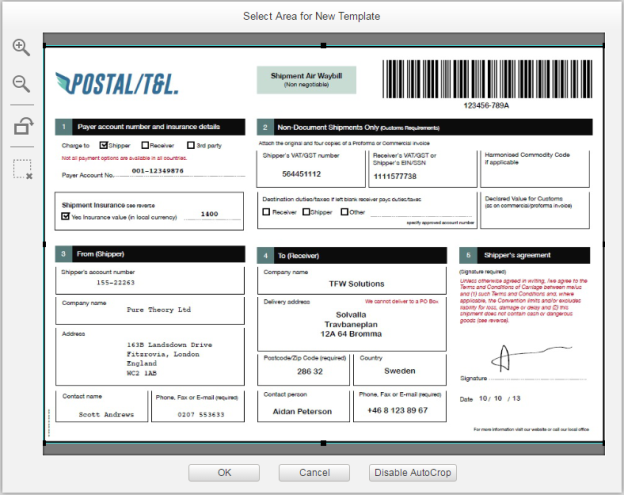 Select Area for New Template
POSTAL/T&L.
Shipment Air Waybill
(Non negotiable)
123456-789A
1 Payer account number and insurance details
Charge to Shipper Receiver 3rd party
Not all payment options are available in all countries.
Payer Account No. 001-12349876
Shipment Insurance see reverse
Yes Insurance value (in local currency) 1400
2 Non-Document Shipments Only (Customs Requirements)
Attach the original and four copies of a Proforma or Commercial invoice
Shipper's VAT/GST number
564451112
Receiver's VAT/GST or
Shipper's EIN/SSN
1111577738
Harmonised Commodity Code
if applicable
Destination duties/taxes if left blank receiver pays duties/taxes
Receiver Shipper Other
specify approved account number
Declared Value for Customs
(as on commercial/proforma invoice)
3 From (Shipper)
Shipper's account number
155-22263
Company name
Pure Theory Ltd
Address
163B Landsdown Drive
Fitzrovia, London
England
WC2 1AB
Contact name
Scott Andrews
Phone, Fax or E-mail (required)
0207 553633
4 To (Receiver)
Company name
TFW Solutions
Delivery address We cannot deliver to a PO Box
Solvalla
Travbaneplan
12A 64 Bromma
Postcode/Zip Code (required)
286 32
Country
Sweden
Contact person
Aidan Peterson
Phone, Fax or E-mail (required)
+46 8 123 89 67
5 Shipper's agreement
(Signature required)
Unless otherwise agreed in writing, I/we agree to the
Terms and Conditions of Carriage between me/us
and (1) such Terms and Conditions and, where
applicable, the Convention limits and/or excludes
liability for loss, damage or delay and (2) this
shipment does not contain cash or dangerous
goods (see reverse).
Signature
Date 10/ 10 / 13
For more information visit our website or call our local office
OK
Cancel
Disable AutoCrop